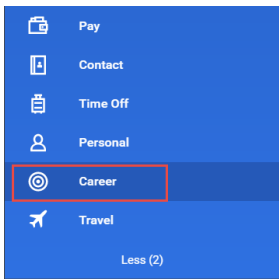 Pay
Contact
Time Off
Personal
Career
Travel
Less (2)